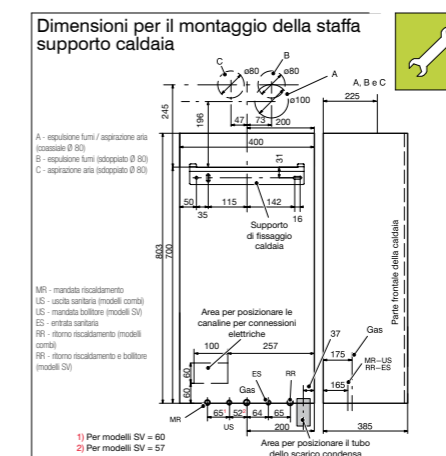 Dimensioni per il montaggio della staffa
supporto caldaia
C
B
ø80
ø80
A
A, B e C
ø100
225
245
196
47
73
200
A - espulsione fumi / aspirazione aria
(coassiale Ø 80)
B - espulsione fumi (sdoppiato Ø 80)
C - aspirazione aria (sdoppiato Ø 80)
400
31
50
115
142
35
16
Supporto
di fissaggio
caldaia
803
700
Parte frontale della caldaia
MR - mandata riscaldamento
US - uscita sanitaria (modelli combi)
US - mandata bollitore (modelli SV)
ES - entrata sanitaria
RR - ritorno riscaldamento (modelli
combi)
RR - ritorno riscaldamento e bollitore
(modelli SV)
Area per posizionare le
canaline per connessioni
elettriche
37
100
257
Gas
175
MR–US
RR–ES
165
60
60
Gas
ES
RR
MR
65 1)
52 2)
64
65
US
200
385
1) Per modelli SV = 60
2) Per modelli SV = 57
Area per posizionare il tubo
dello scarico condensa